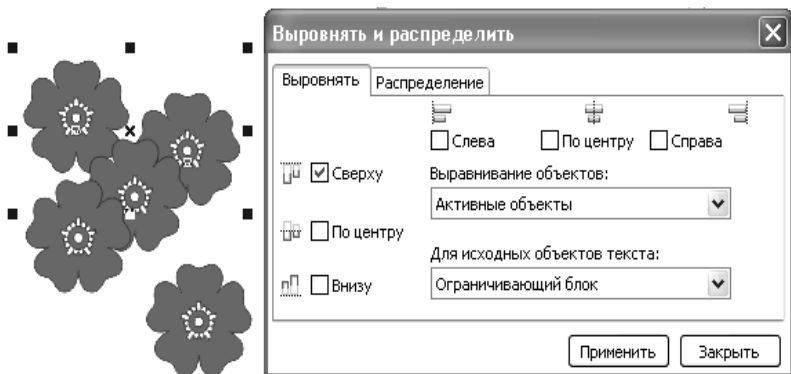 Выровнять и распределить
Выровнять Распределение
Слева По центру Справа
Сверху Выравнивание объектов:
Активные объекты
По центру
Для исходных объектов текста:
Внизу Ограничивающий блок
Применить Закрыть